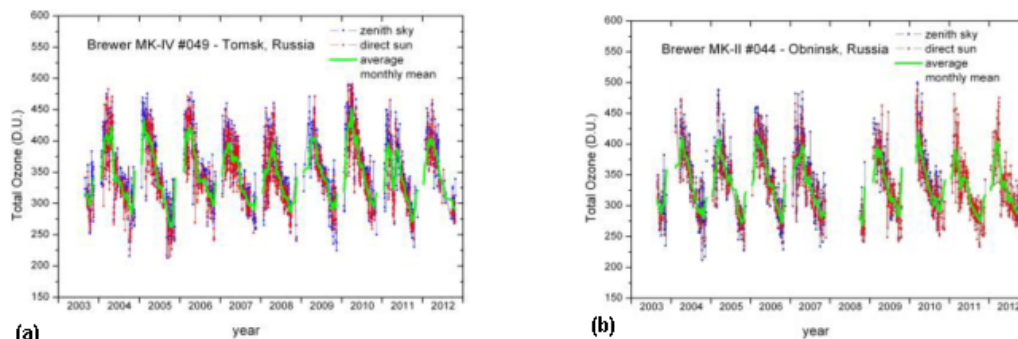 600
550
500
450
400
350
300
250
200
150
Total Ozone (D.U.)
Brewer MK-IV #049 - Tomsk, Russia
zenith sky
direct sun
average
monthly mean
2003 2004 2005 2006 2007 2008 2009 2010 2011 2012
year
(a)
600
550
500
450
400
350
300
250
200
150
Total Ozone (D.U.)
Brewer MK-II #044 - Obninsk, Russia
zenith sky
direct sun
average
monthly mean
2003 2004 2005 2006 2007 2008 2009 2010 2011 2012
year
(b)